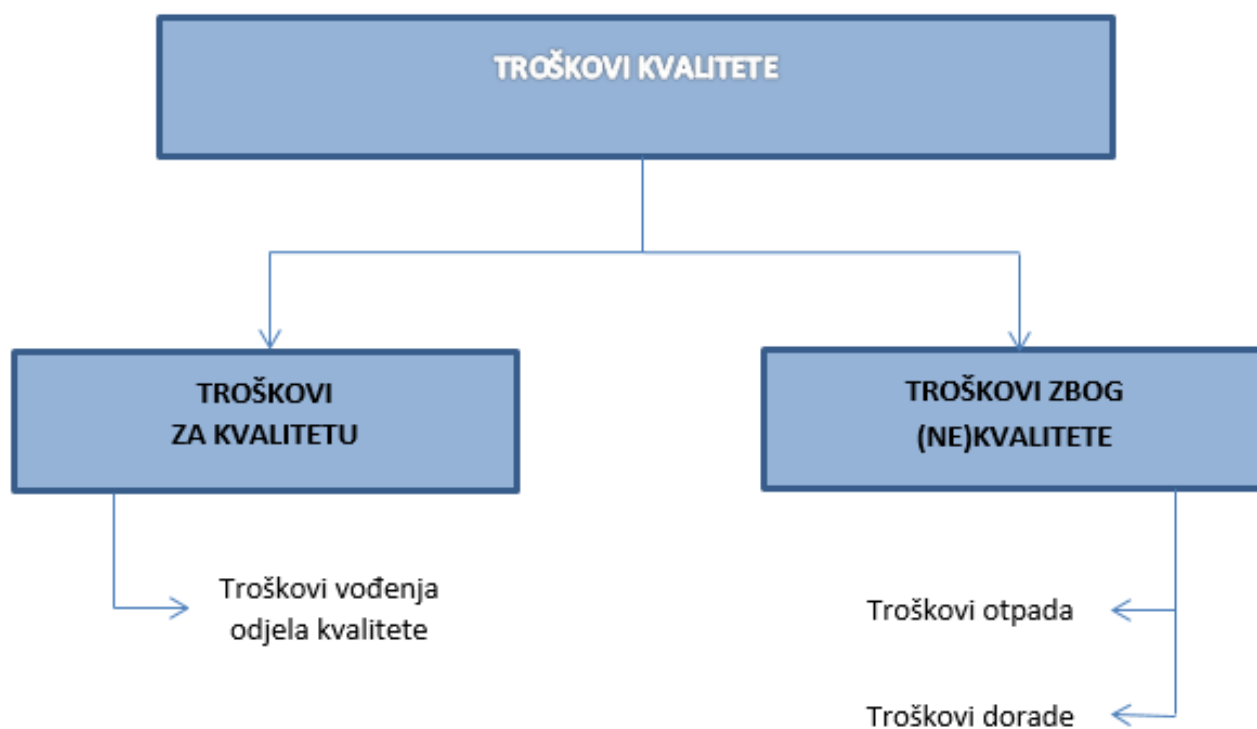 TROŠKOVI KVALITETE
TROŠKOVI
ZA KVALITETU
TROŠKOVI ZBOG
(NE)KVALITETE
Troškovi vođenja
odjela kvalitete
Troškovi otpada
Troškovi dorade